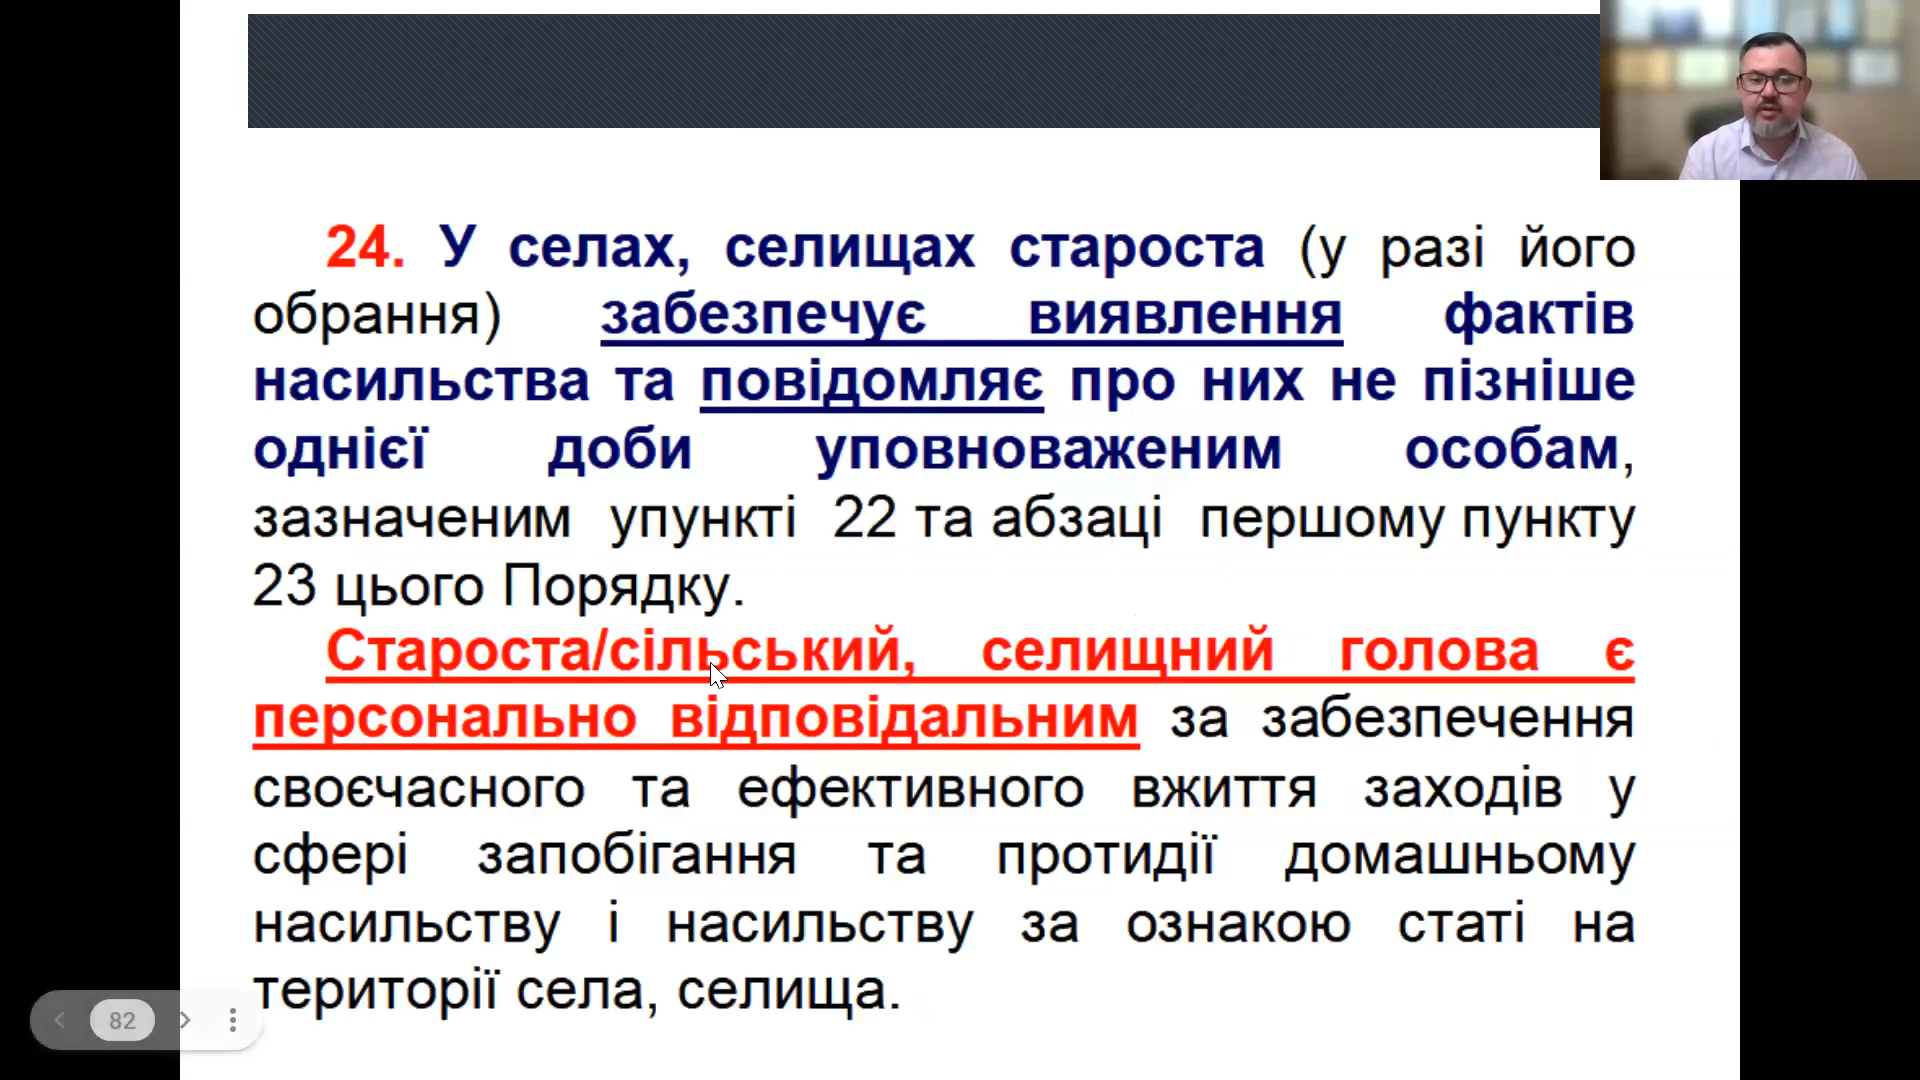 24. У селах, селищах староста (у разі його
обрання) забезпечує виявлення фактів
насильства та повідомляє про них не пізніше
однієї доби уповноваженим особам,
зазначеним упункті 22 та абзаці першому пункту
23 цього Порядку.
Староста/сільський, селищний голова є
персонально відповідальним за забезпечення
своєчасного та ефективного вжиття заходів у
сфері запобігання та протидії домашньому
насильству і насильству за ознакою статі на
території села, селища.
82